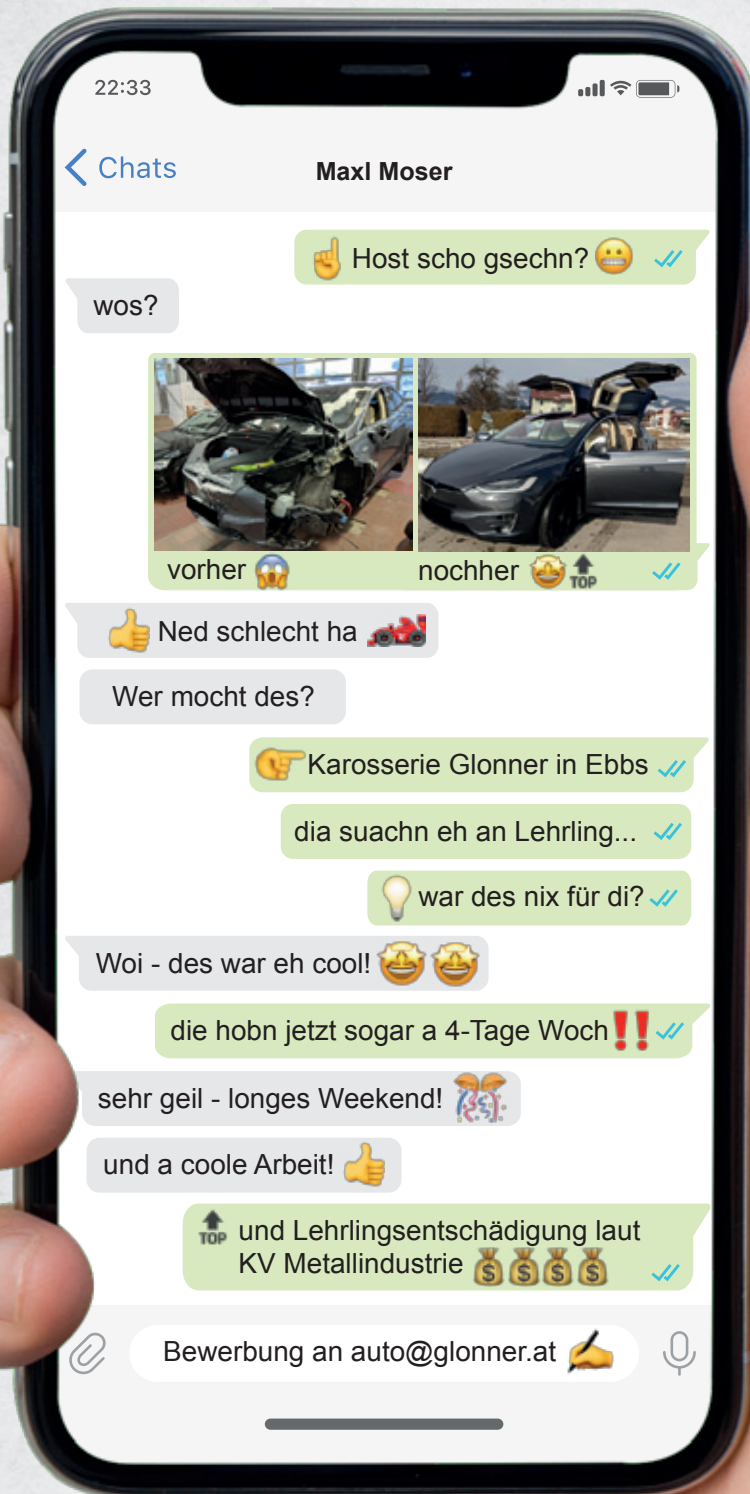 22:33
Chats
Maxl Moser
☝️ Host scho gsechn? 😬
wos?
vorher 😱
nochher 🤩🔝
👍 Ned schlecht ha 🏎️
Wer mocht des?
👉 Karosserie Glonner in Ebbs
dia suachn eh an Lehrling...
💡 war des nix für di?
Woi - des war eh cool! 🤩 🤩
die hobn jetzt sogar a 4-Tage Woch‼️
sehr geil - longes Weekend! 🎊
und a coole Arbeit! 👍
🔝 und Lehrlingsentschädigung laut
KV Metallindustrie 💰💰💰💰
Bewerbung an auto@glonner.at ✍️